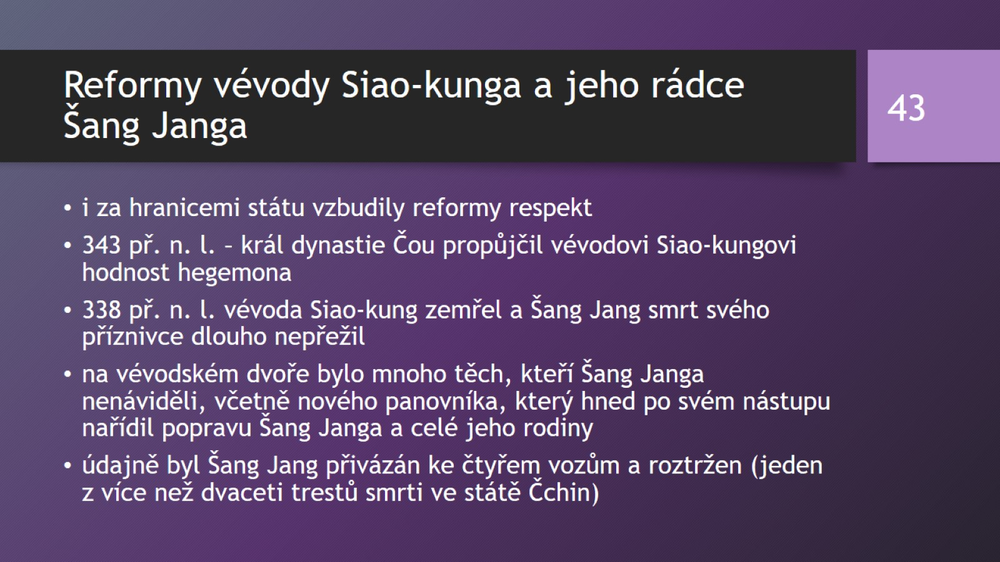 Reformy vévody Siao-kunga a jeho rádce
Šang Janga
43
• i za hranicemi státu vzbudily reformy respekt
• 343 př. n. l. – král dynastie Čou propůjčil vévodovi Siao-kungovi
hodnost hegemona
• 338 př. n. l. vévoda Siao-kung zemřel a Šang Jang smrt svého
příznivce dlouho nepřežil
• na vévodském dvoře bylo mnoho těch, kteří Šang Janga
nenáviděli, včetně nového panovníka, který hned po svém nástupu
nařídil popravu Šang Janga a celé jeho rodiny
• údajně byl Šang Jang přivázán ke čtyřem vozům a roztržen (jeden
z více než dvaceti trestů smrti ve státě Čchin)